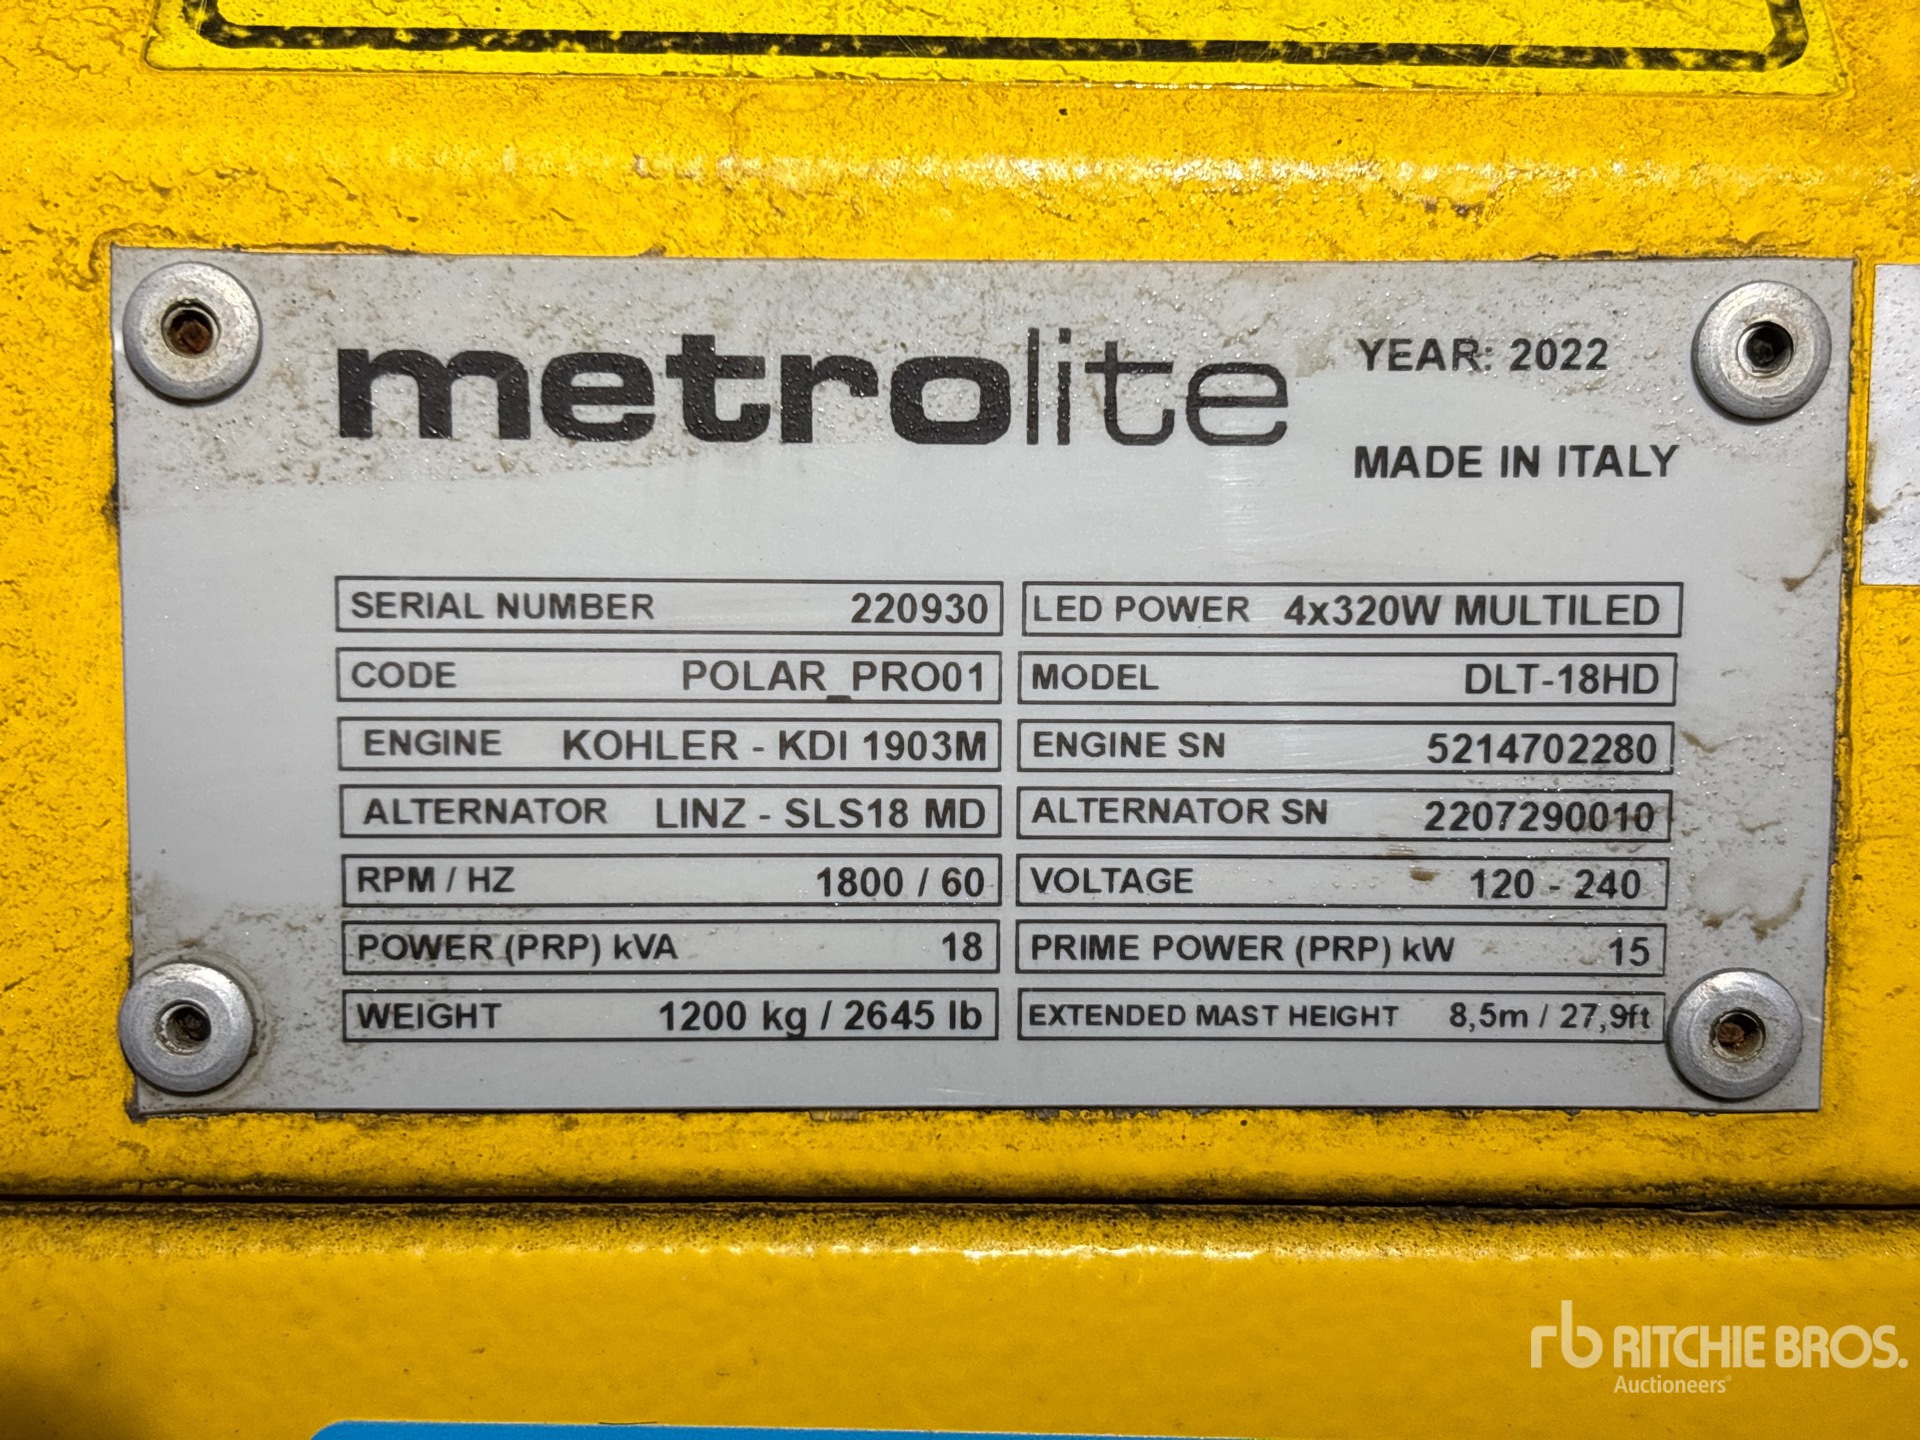 metrolite
YEAR: 2022
MADE IN ITALY
SERIAL NUMBER 220930
LED POWER 4x320W MULTILED
CODE POLAR_PRO01
MODEL DLT-18HD
ENGINE KOHLER - KDI 1903M
ENGINE SN 5214702280
ALTERNATOR LINZ - SLS18 MD
ALTERNATOR SN 2207290010
RPM / HZ 1800 / 60
VOLTAGE 120 - 240
POWER (PRP) kVA 18
PRIME POWER (PRP) kW 15
WEIGHT 1200 kg / 2645 lb
EXTENDED MAST HEIGHT 8,5m / 27,9ft
rb RITCHIE BROS.
Auctioneers